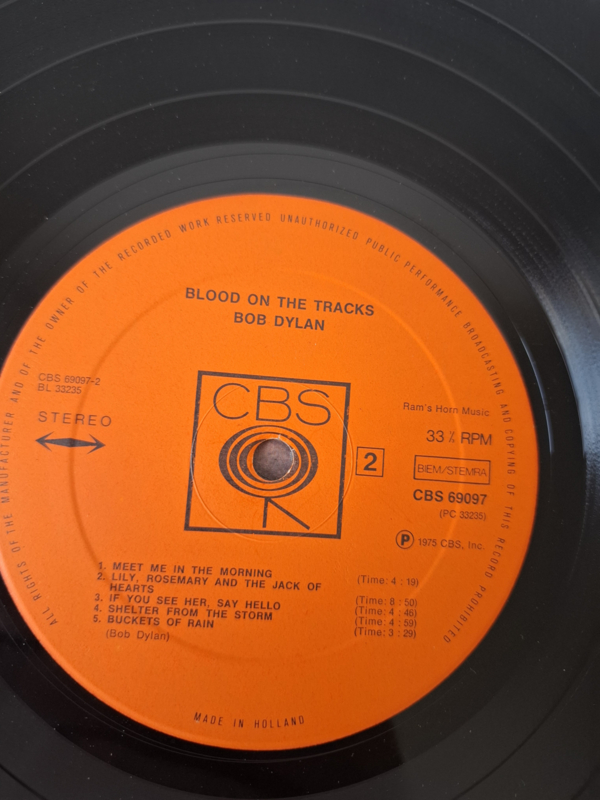 ALL RIGHTS OF THE MANUFACTURER AND OF THE OWNER OF THE RECORDED WORK RESERVED UNAUTHORIZED PUBLIC PERFORMANCE BROADCASTING AND COPYING OF THIS RECORD PROHIBITED
BLOOD ON THE TRACKS
BOB DYLAN
CBS 69097-2
BL 33235
STEREO
CBS
2
Ram's Horn Music
33 ⅓ RPM
BIEM/STEMRA
CBS 69097
(PC 33235)
Ⓟ 1975 CBS, Inc.
1. MEET ME IN THE MORNING (Time: 4 : 19)
2. LILY, ROSEMARY AND THE JACK OF
HEARTS (Time: 8 : 50)
3. IF YOU SEE HER, SAY HELLO (Time: 4 : 46)
4. SHELTER FROM THE STORM (Time: 4 : 59)
5. BUCKETS OF RAIN (Time: 3 : 29)
(Bob Dylan)
MADE IN HOLLAND